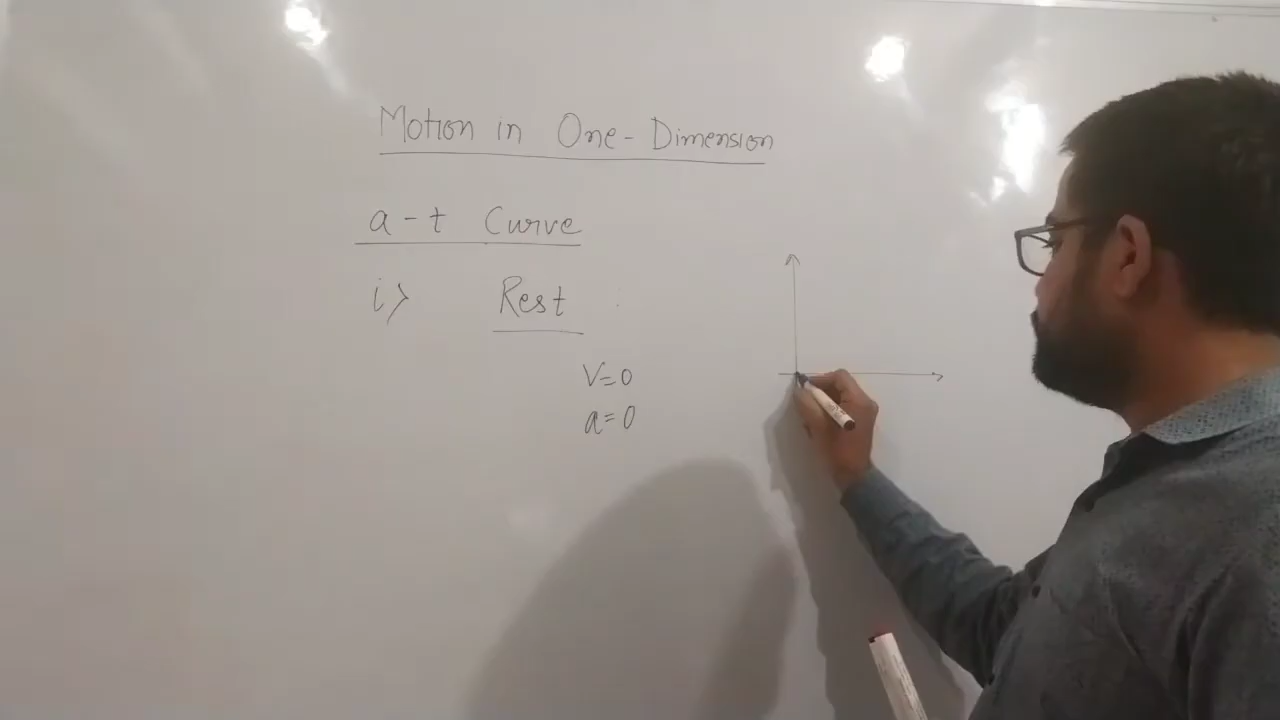 Motion in One-Dimension
a-t Curve
i> Rest :
V=0
a=0